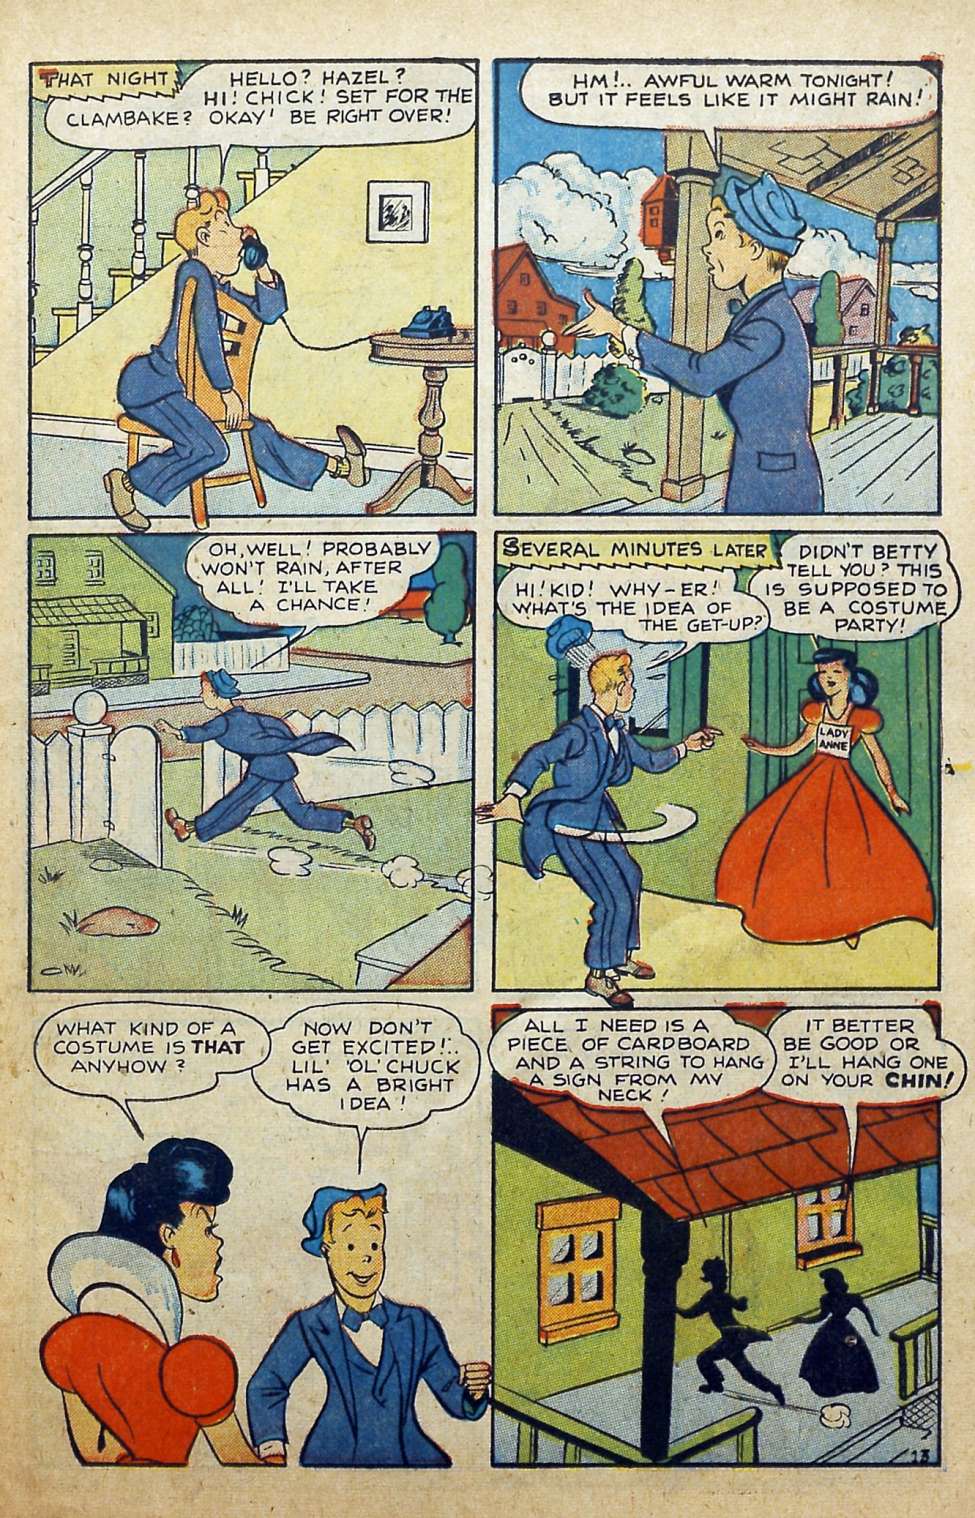 THAT NIGHT
HELLO? HAZEL?
HI! CHICK! SET FOR THE
CLAMBAKE? OKAY! BE RIGHT OVER!
HM!.. AWFUL WARM TONIGHT!
BUT IT FEELS LIKE IT MIGHT RAIN!
OH, WELL! PROBABLY
WON'T RAIN, AFTER
ALL! I'LL TAKE
A CHANCE!
SEVERAL MINUTES LATER
HI! KID! WHY-ER!
WHAT'S THE IDEA OF
THE GET-UP?
DIDN'T BETTY
TELL YOU? THIS
IS SUPPOSED TO
BE A COSTUME
PARTY!
LADY
ANNE
WHAT KIND OF A
COSTUME IS THAT
ANYHOW?
NOW DON'T
GET EXCITED!..
LIL' 'OL' CHUCK
HAS A BRIGHT
IDEA!
ALL I NEED IS A
PIECE OF CARDBOARD
AND A STRING TO HANG
A SIGN FROM MY
NECK!
IT BETTER
BE GOOD OR
I'LL HANG ONE
ON YOUR CHIN!
13